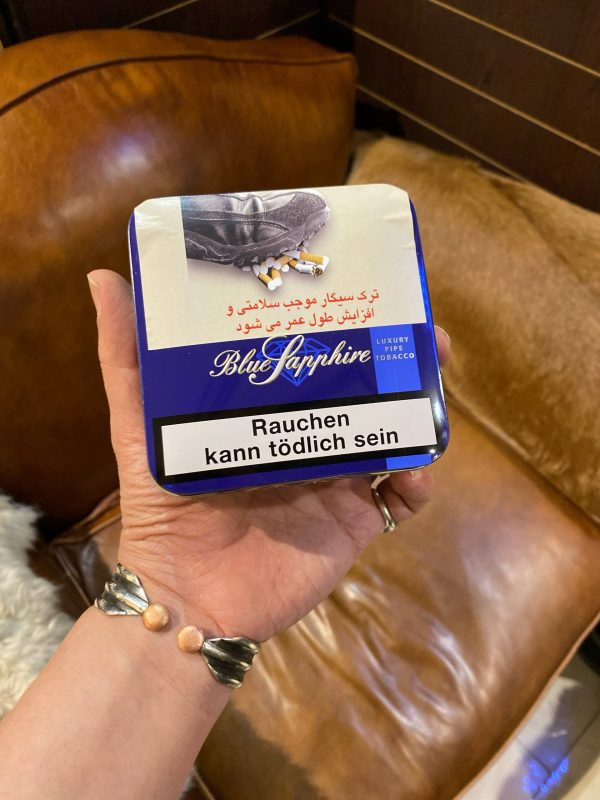 ترک سیگار موجب سلامتی و
افزایش طول عمر می شود
Blue Sapphire
LUXURY
PIPE
TOBACCO
Rauchen
kann tödlich sein